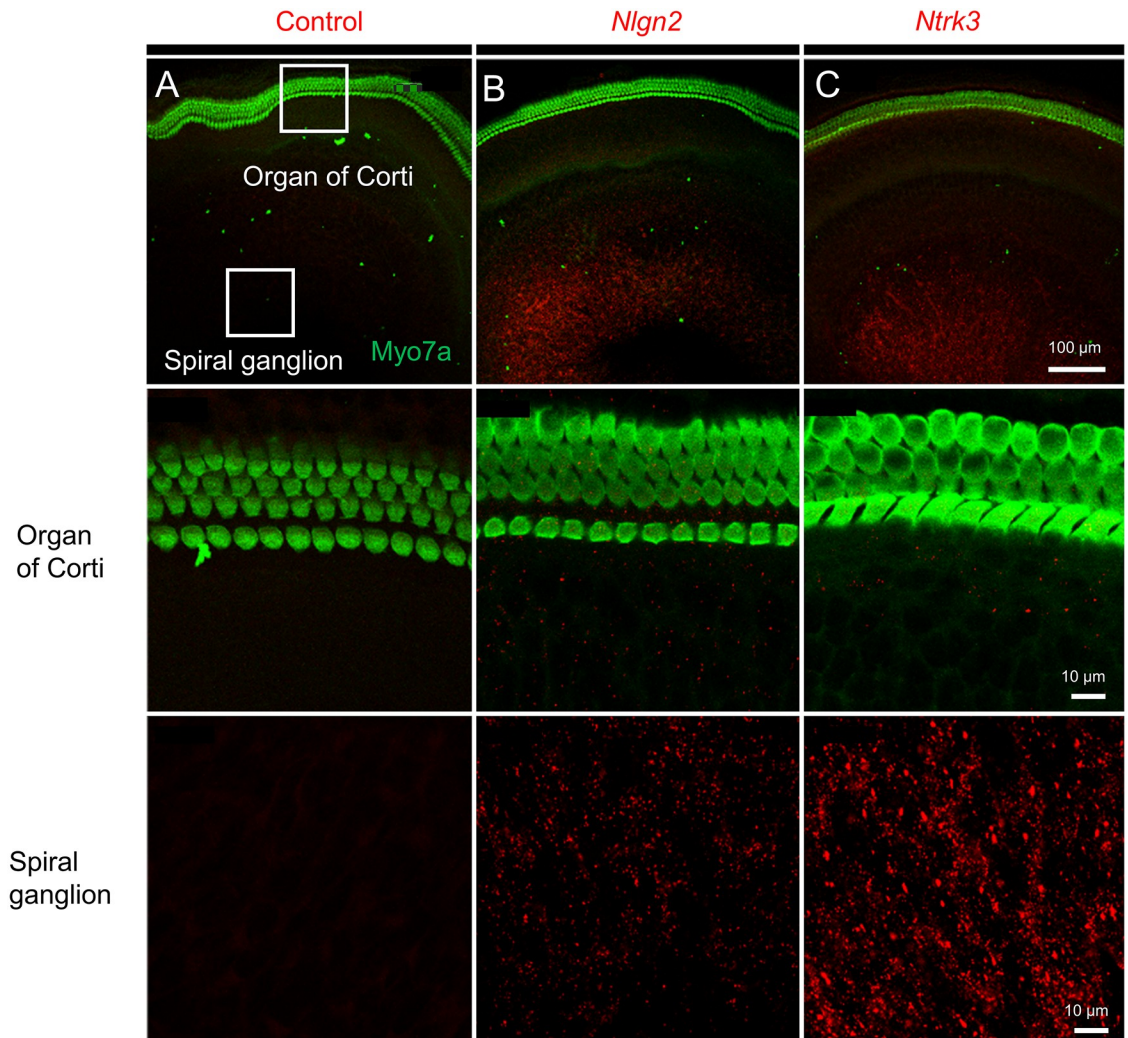 Control
Nlgn2
Ntrk3
A
B
C
Organ of Corti
Spiral ganglion
Myo7a
100 µm
Organ
of Corti
10 µm
Spiral
ganglion
10 µm